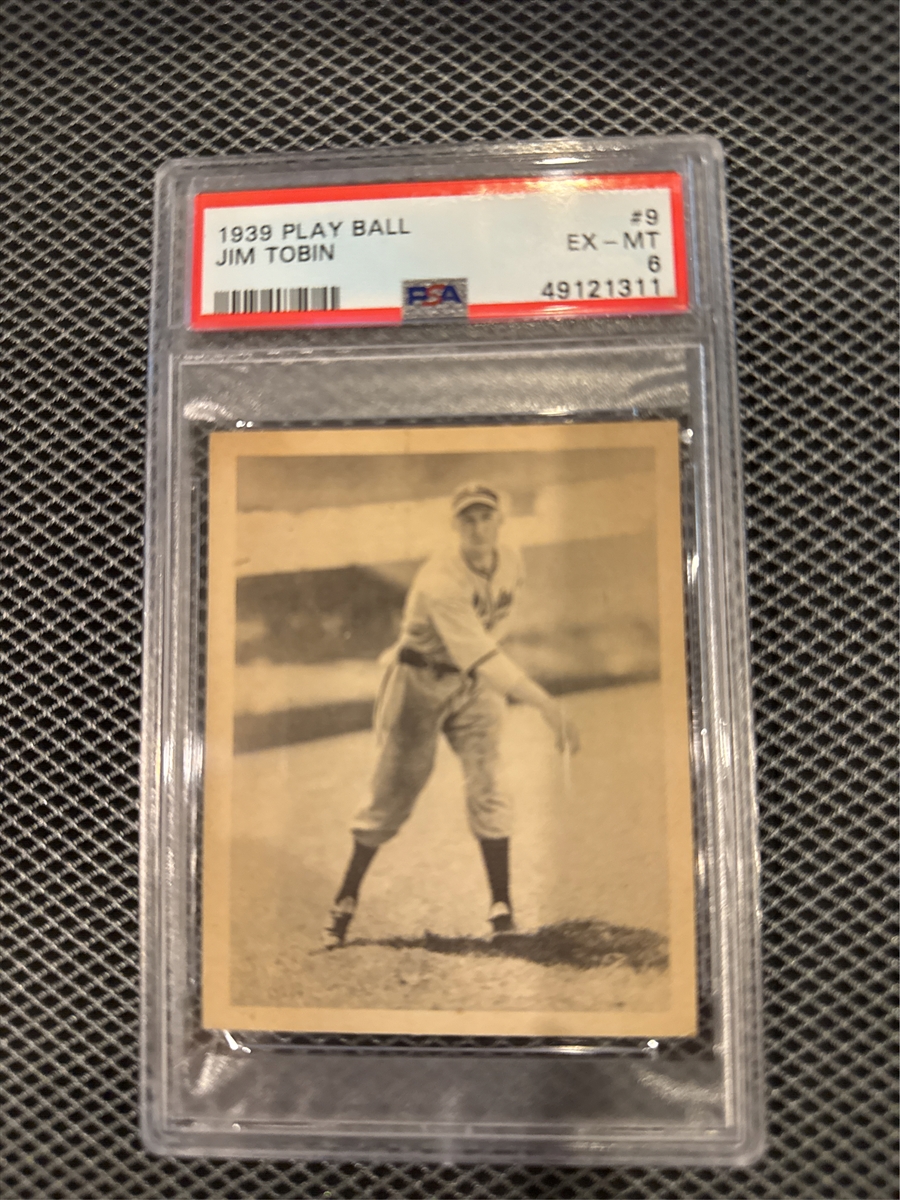 1939 PLAY BALL
JIM TOBIN
#9
EX - MT
6
49121311
PSA